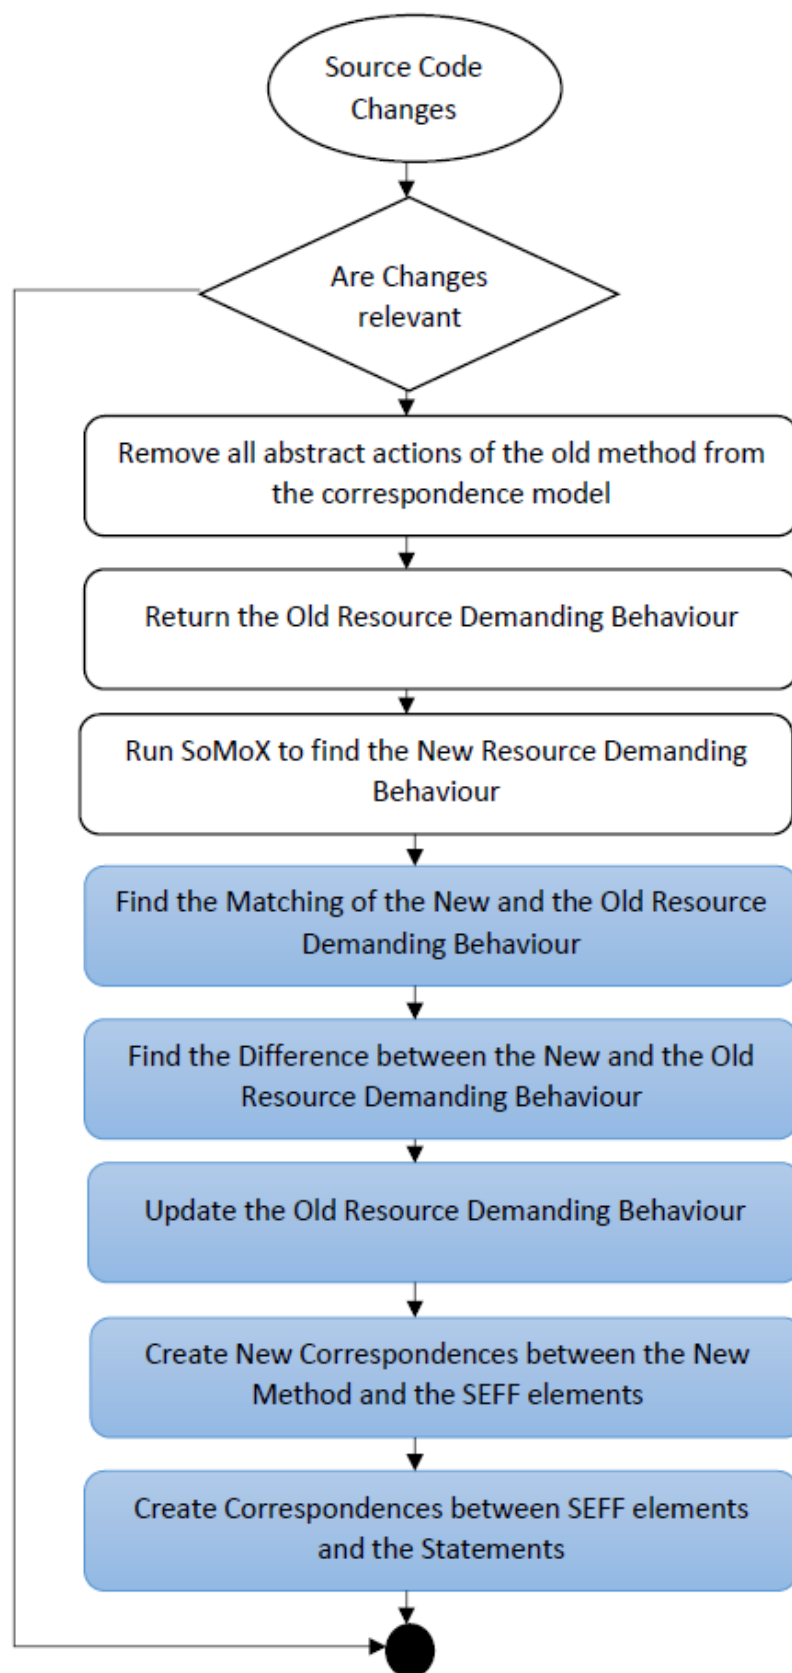 Source Code
Changes
Are Changes
relevant
Remove all abstract actions of the old method from
the correspondence model
Return the Old Resource Demanding Behaviour
Run SoMoX to find the New Resource Demanding
Behaviour
Find the Matching of the New and the Old Resource
Demanding Behaviour
Find the Difference between the New and the Old
Resource Demanding Behaviour
Update the Old Resource Demanding Behaviour
Create New Correspondences between the New
Method and the SEFF elements
Create Correspondences between SEFF elements
and the Statements